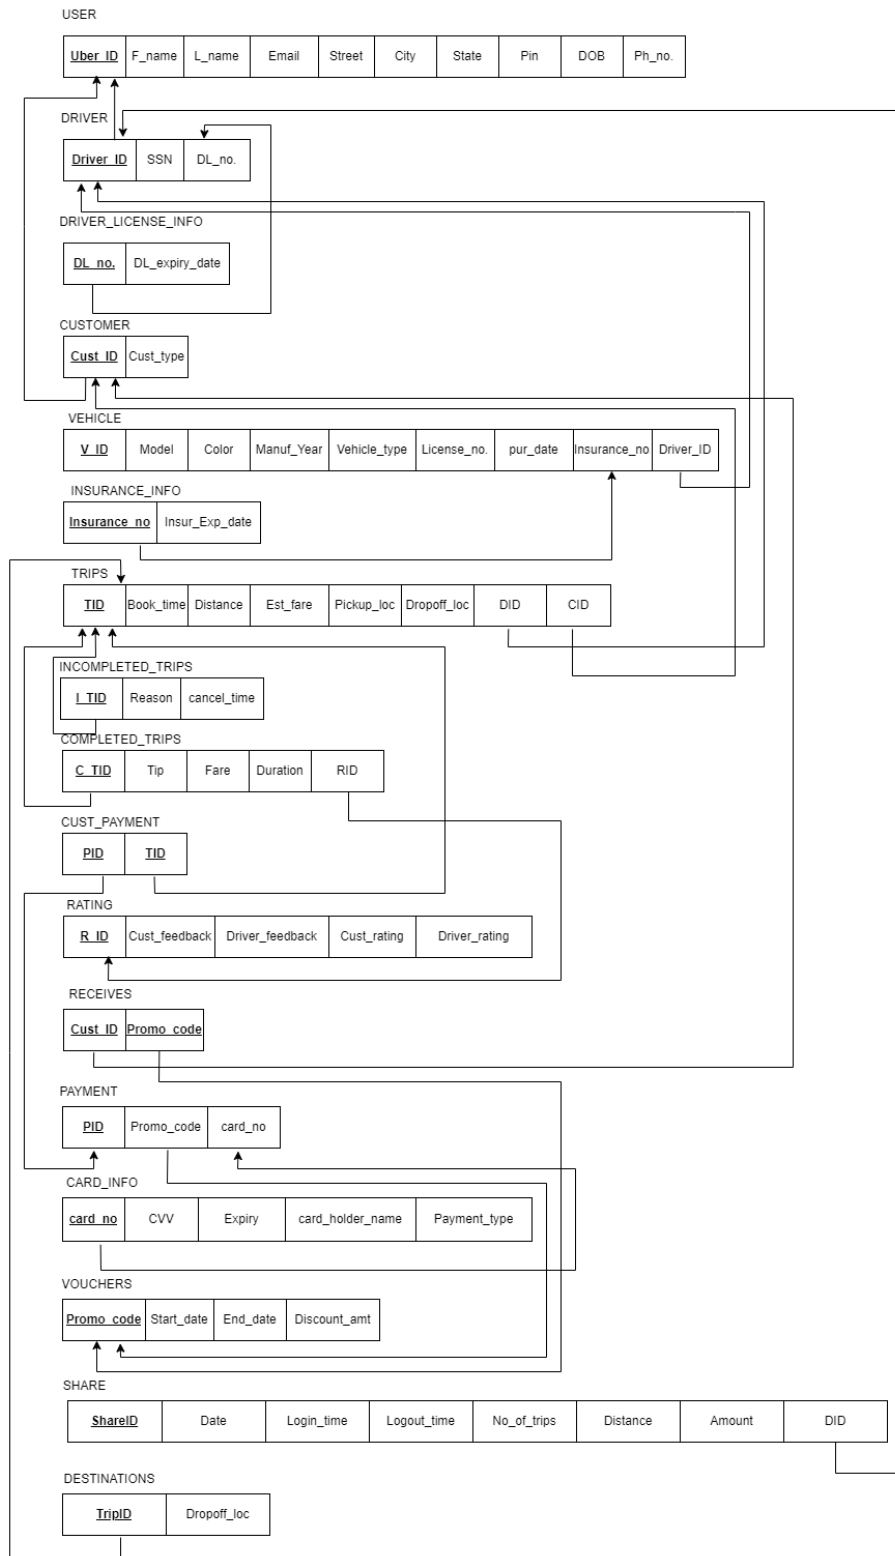 USER
Uber_ID F_name L_name Email Street City State Pin DOB Ph_no.
DRIVER
Driver_ID SSN DL_no.
DRIVER_LICENSE_INFO
DL_no. DL_expiry_date
CUSTOMER
Cust_ID Cust_type
VEHICLE
V_ID Model Color Manuf_Year Vehicle_type License_no. pur_date Insurance_no Driver_ID
INSURANCE_INFO
Insurance_no Insur_Exp_date
TRIPS
TID Book_time Distance Est_fare Pickup_loc Dropoff_loc DID CID
INCOMPLETED_TRIPS
I_TID Reason cancel_time
COMPLETED_TRIPS
C_TID Tip Fare Duration RID
CUST_PAYMENT
PID TID
RATING
R_ID Cust_feedback Driver_feedback Cust_rating Driver_rating
RECEIVES
Cust_ID Promo_code
PAYMENT
PID Promo_code card_no
CARD_INFO
card_no CVV Expiry card_holder_name Payment_type
VOUCHERS
Promo_code Start_date End_date Discount_amt
SHARE
ShareID Date Login_time Logout_time No_of_trips Distance Amount DID
DESTINATIONS
TripID Dropoff_loc